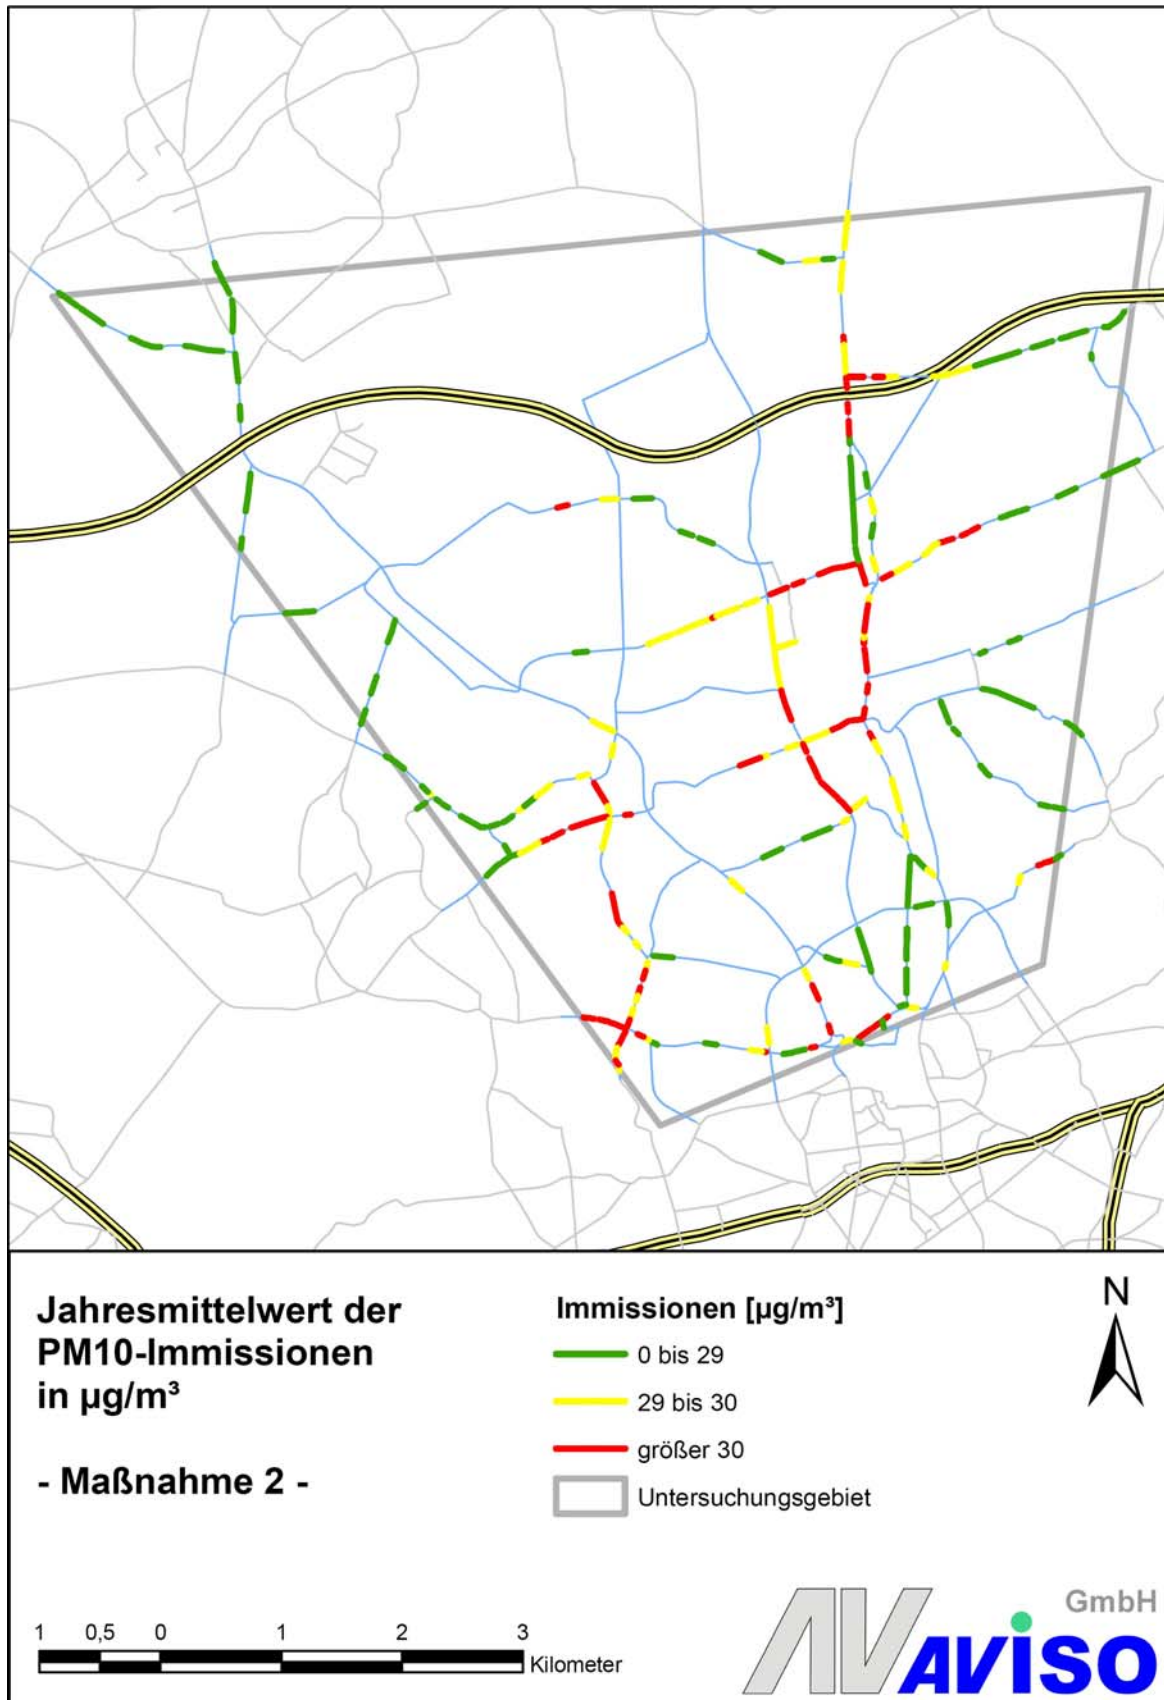 Jahresmittelwert der
PM10-Immissionen
in µg/m³
- Maßnahme 2 -
Immissionen [µg/m³]
0 bis 29
29 bis 30
größer 30
Untersuchungsgebiet
N
1 0,5 0 1 2 3
Kilometer
GmbH
AVISO